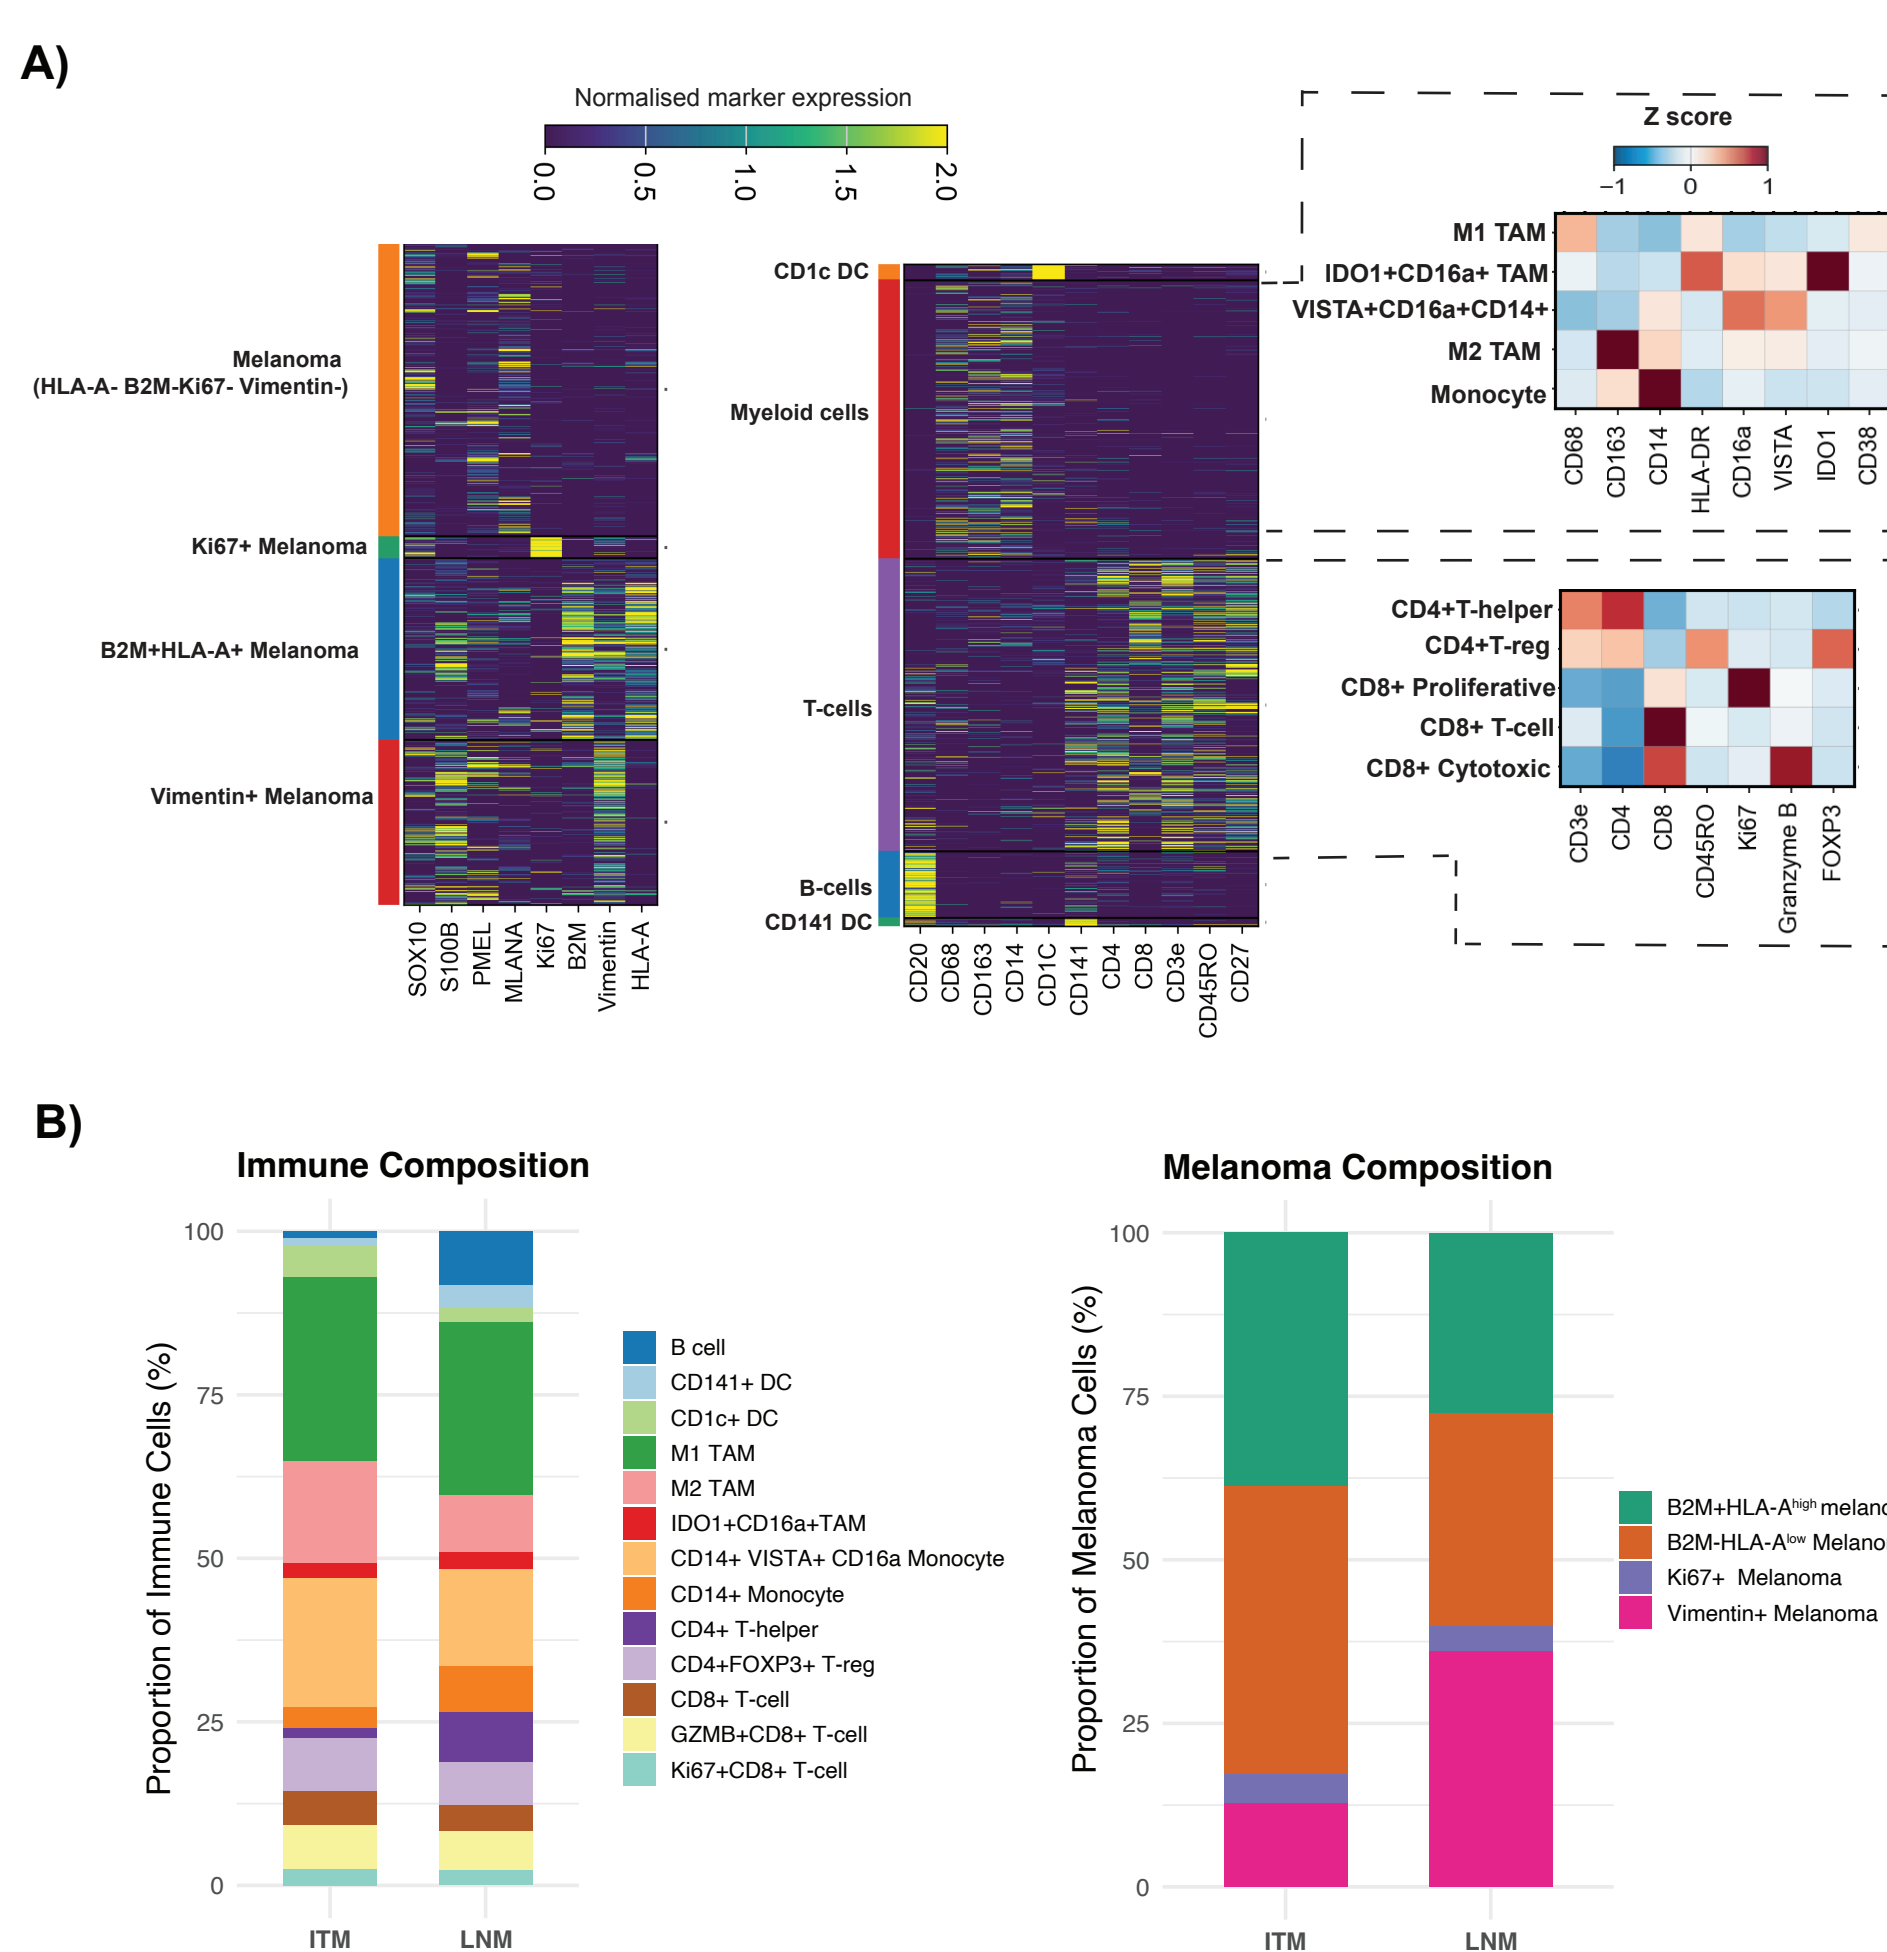 A)
Normalised marker expression
0.0
0.5
1.0
1.5
2.0
Melanoma
(HLA-A- B2M-Ki67- Vimentin-)
Ki67+ Melanoma
B2M+HLA-A+ Melanoma
Vimentin+ Melanoma
SOX10
S100B
PMEL
MLANA
Ki67
B2M
Vimentin
HLA-A
CD1c DC
Myeloid cells
T-cells
B-cells
CD141 DC
CD20
CD68
CD163
CD14
CD1C
CD141
CD4
CD8
CD3e
CD45RO
CD27
Z score
−1
0
1
M1 TAM
IDO1+CD16a+ TAM
VISTA+CD16a+CD14+
M2 TAM
Monocyte
CD68
CD163
CD14
HLA-DR
CD16a
VISTA
IDO1
CD38
CD4+T-helper
CD4+T-reg
CD8+ Proliferative
CD8+ T-cell
CD8+ Cytotoxic
CD3e
CD4
CD8
CD45RO
Ki67
Granzyme B
FOXP3
B)
Immune Composition
Proportion of Immune Cells (%)
100
75
50
25
0
ITM
LNM
B cell
CD141+ DC
CD1c+ DC
M1 TAM
M2 TAM
IDO1+CD16a+TAM
CD14+ VISTA+ CD16a Monocyte
CD14+ Monocyte
CD4+ T-helper
CD4+FOXP3+ T-reg
CD8+ T-cell
GZMB+CD8+ T-cell
Ki67+CD8+ T-cell
Melanoma Composition
Proportion of Melanoma Cells (%)
100
75
50
25
0
ITM
LNM
B2M+HLA-Ahigh melanc
B2M-HLA-Alow Melano
Ki67+ Melanoma
Vimentin+ Melanoma